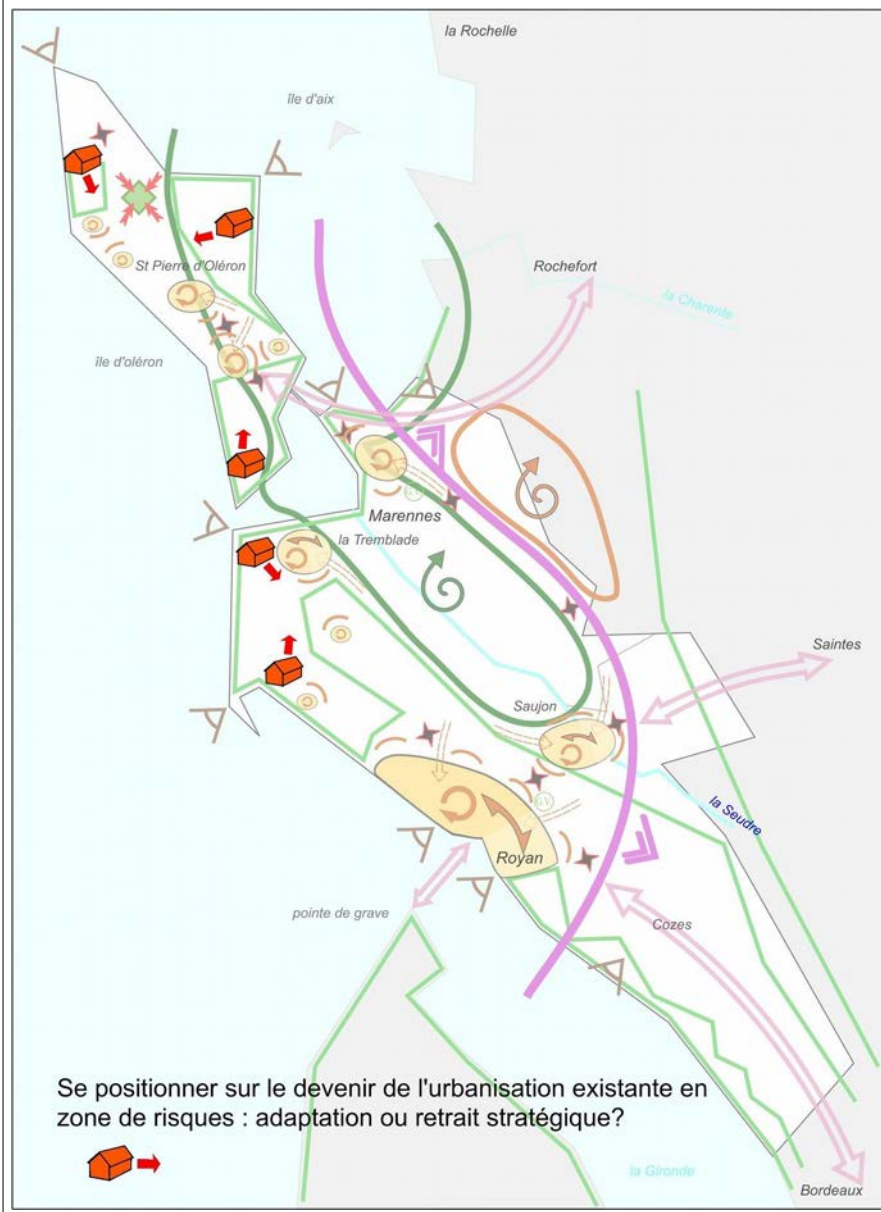 la Rochelle
île d'aix
Rochefort
la Charente
St Pierre d'Oléron
île d'oléron
Marennes
la Tremblade
Saintes
Saujon
la Seudre
Royan
pointe de grave
Cozes
Se positionner sur le devenir de l'urbanisation existante en
zone de risques : adaptation ou retrait stratégique?
la Gironde
Bordeaux